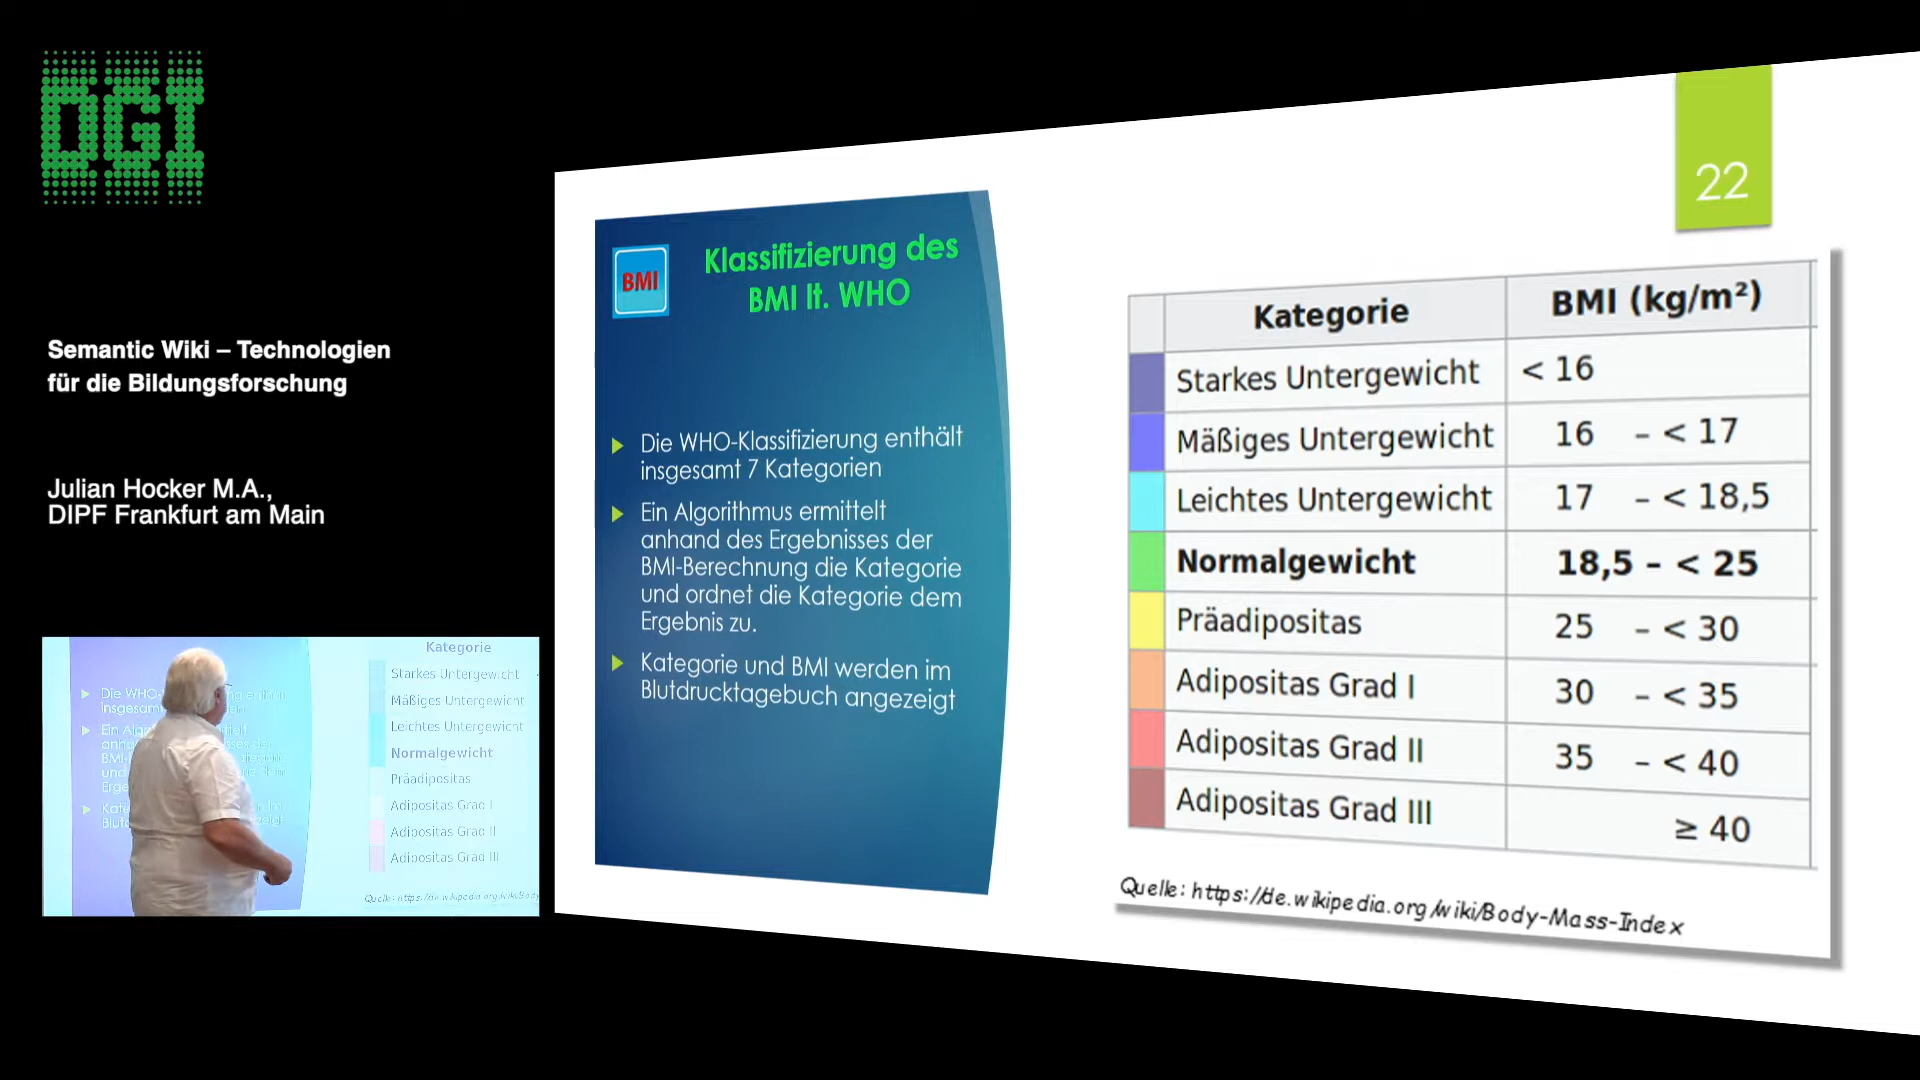 DGI
Semantic Wiki – Technologien
für die Bildungsforschung
Julian Hocker M.A.,
DIPF Frankfurt am Main
22
BMI
Klassifizierung des
BMI lt. WHO
Die WHO-Klassifizierung enthält
insgesamt 7 Kategorien
Ein Algorithmus ermittelt
anhand des Ergebnisses der
BMI-Berechnung die Kategorie
und ordnet die Kategorie dem
Ergebnis zu.
Kategorie und BMI werden im
Blutdrucktagebuch angezeigt
Kategorie BMI (kg/m²)
Starkes Untergewicht < 16
Mäßiges Untergewicht 16 – < 17
Leichtes Untergewicht 17 – < 18,5
Normalgewicht 18,5 – < 25
Präadipositas 25 – < 30
Adipositas Grad I 30 – < 35
Adipositas Grad II 35 – < 40
Adipositas Grad III ≥ 40
Quelle: https://de.wikipedia.org/wiki/Body-Mass-Index
Kategorie
Starkes Untergewicht
Mäßiges Untergewicht
Leichtes Untergewicht
Normalgewicht
Präadipositas
Adipositas Grad I
Adipositas Grad II
Adipositas Grad III